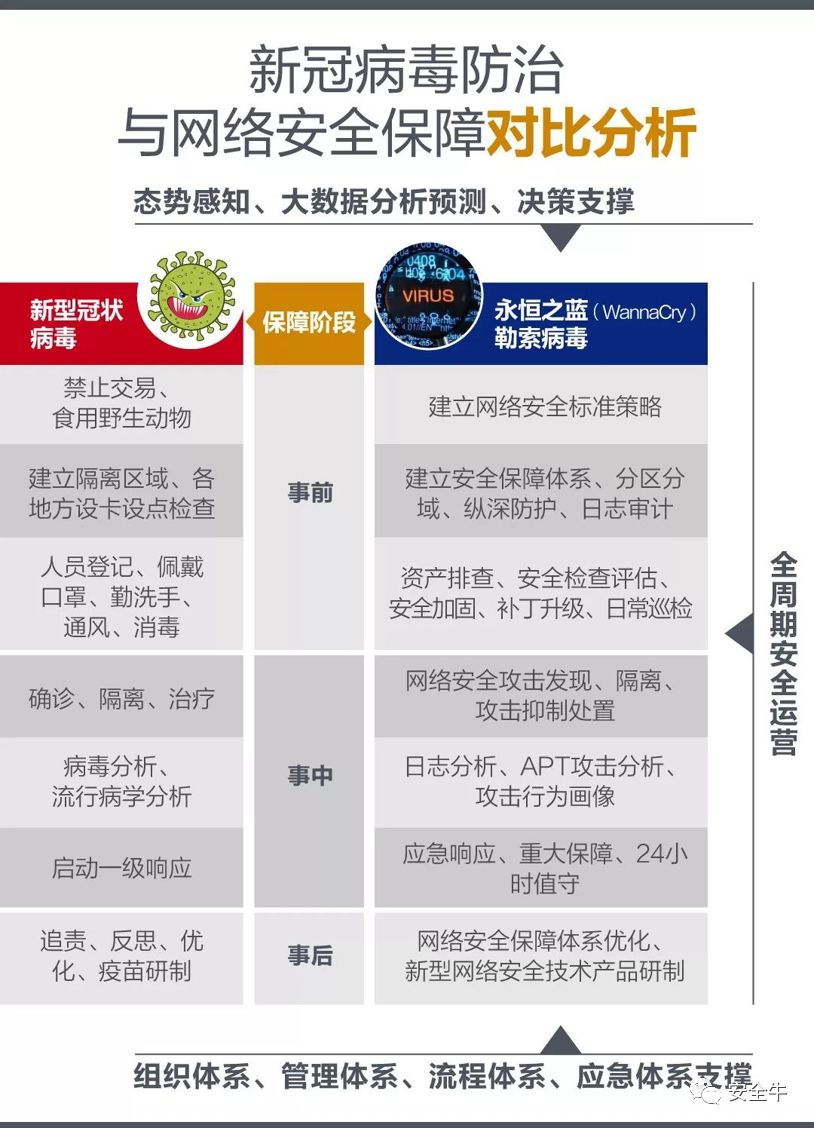 新冠病毒防治
与网络安全保障对比分析
态势感知、大数据分析预测、决策支撑
新型冠状
病毒
保障阶段
VIRUS
永恒之蓝（WannaCry）
勒索病毒
禁止交易、
食用野生动物
建立网络安全标准策略
建立隔离区域、各
地方设卡设点检查
事前
建立安全保障体系、分区分
域、纵深防护、日志审计
人员登记、佩戴
口罩、勤洗手、
通风、消毒
资产排查、安全检查评估、
安全加固、补丁升级、日常巡检
确诊、隔离、治疗
网络安全攻击发现、隔离、
攻击抑制处置
病毒分析、
流行病学分析
事中
日志分析、APT攻击分析、
攻击行为画像
启动一级响应
应急响应、重大保障、24小
时值守
追责、反思、优
化、疫苗研制
事后
网络安全保障体系优化、
新型网络安全技术产品研制
全周期安全运营
组织体系、管理体系、流程体系、应急体系支撑
安全牛